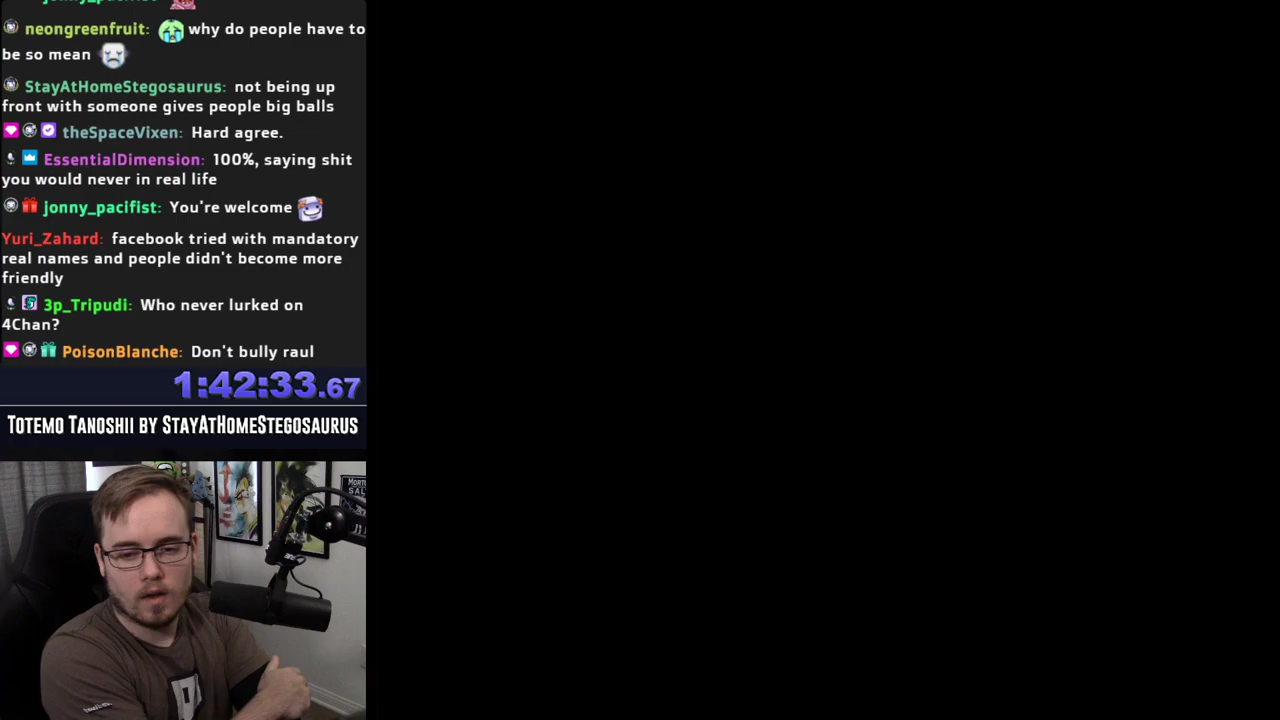 neongreenfruit: why do people have to
be so mean
StayAtHomeStegosaurus: not being up
front with someone gives people big balls
theSpaceVixen: Hard agree.
EssentialDimension: 100%, saying shit
you would never in real life
jonny_pacifist: You're welcome
Yuri_Zahard: facebook tried with mandatory
real names and people didn't become more
friendly
3p_Tripudi: Who never lurked on
4Chan?
PoisonBlanche: Don't bully raul
1:42:33.67
Totemo Tanoshii by StayAtHomeStegosaurus